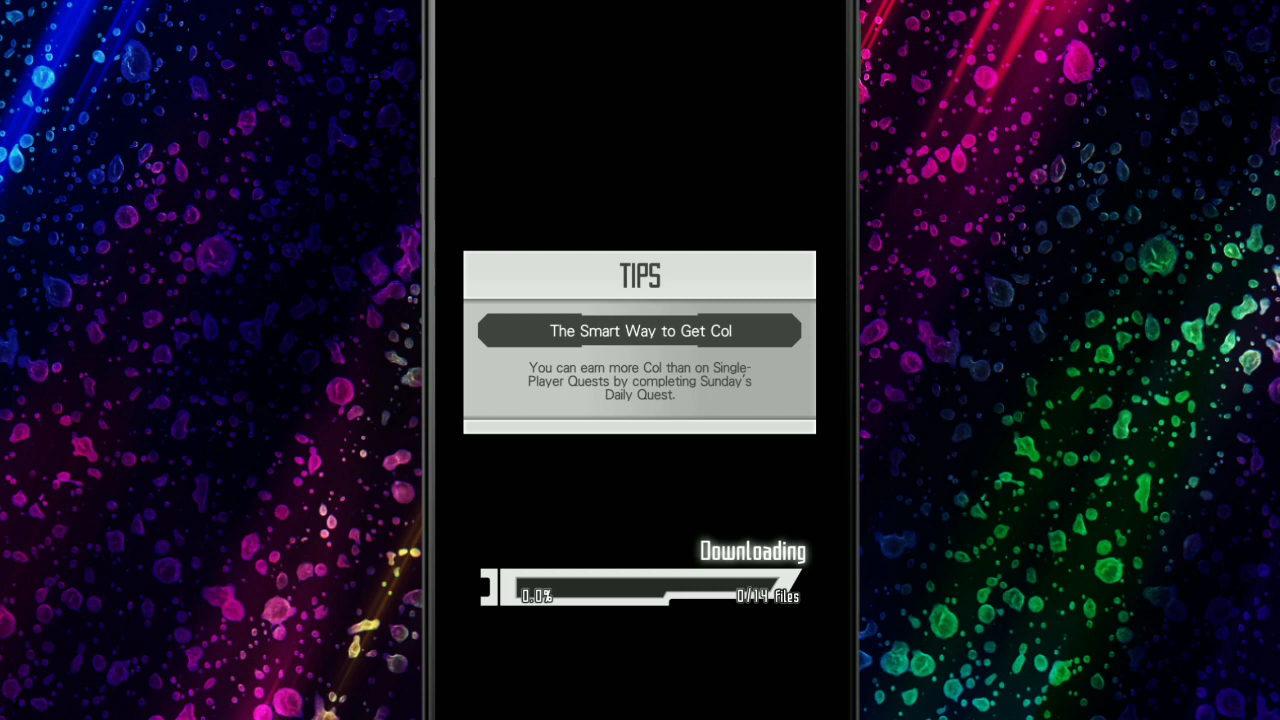 TIPS
The Smart Way to Get Col
You can earn more Col than on Single-
Player Quests by completing Sunday's
Daily Quest.
Downloading
0.0%
0/14 Files